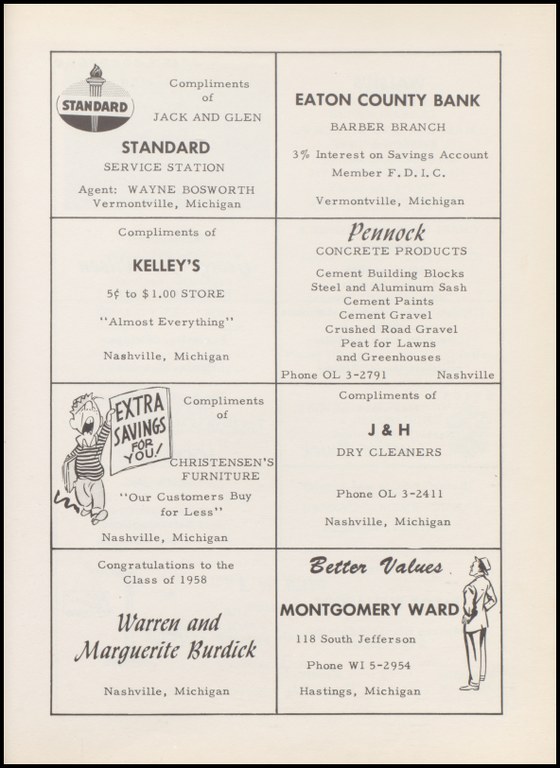 STANDARD
Compliments
of
JACK AND GLEN
STANDARD
SERVICE STATION
Agent: WAYNE BOSWORTH
Vermontville, Michigan
EATON COUNTY BANK
BARBER BRANCH
3% Interest on Savings Account
Member F.D.I.C.
Vermontville, Michigan
Compliments of
KELLEY'S
5¢ to $1.00 STORE
"Almost Everything"
Nashville, Michigan
Pennock
CONCRETE PRODUCTS
Cement Building Blocks
Steel and Aluminum Sash
Cement Paints
Cement Gravel
Crushed Road Gravel
Peat for Lawns
and Greenhouses
Phone OL 3-2791 Nashville
EXTRA
SAVINGS
FOR
YOU!
Compliments
of
CHRISTENSEN'S
FURNITURE
"Our Customers Buy
for Less"
Nashville, Michigan
Compliments of
J & H
DRY CLEANERS
Phone OL 3-2411
Nashville, Michigan
Congratulations to the
Class of 1958
Warren and
Marguerite Burdick
Nashville, Michigan
Better Values
MONTGOMERY WARD
118 South Jefferson
Phone WI 5-2954
Hastings, Michigan